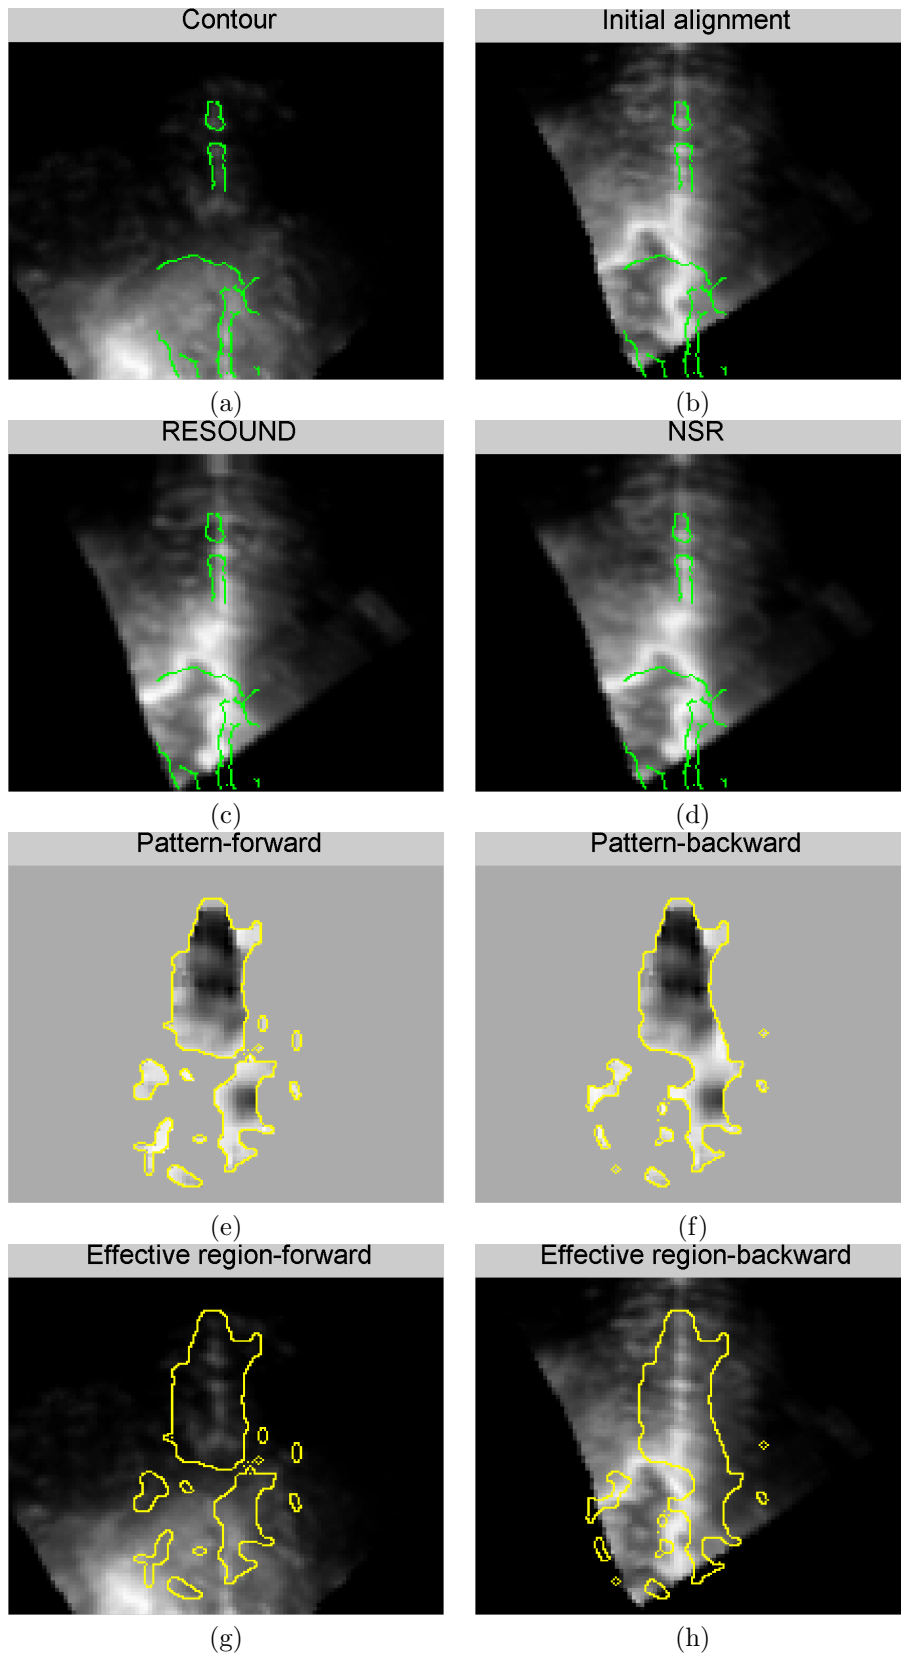 Contour
Initial alignment
(a)
(b)
RESOUND
NSR
(c)
(d)
Pattern-forward
Pattern-backward
(e)
(f)
Effective region-forward
Effective region-backward
(g)
(h)